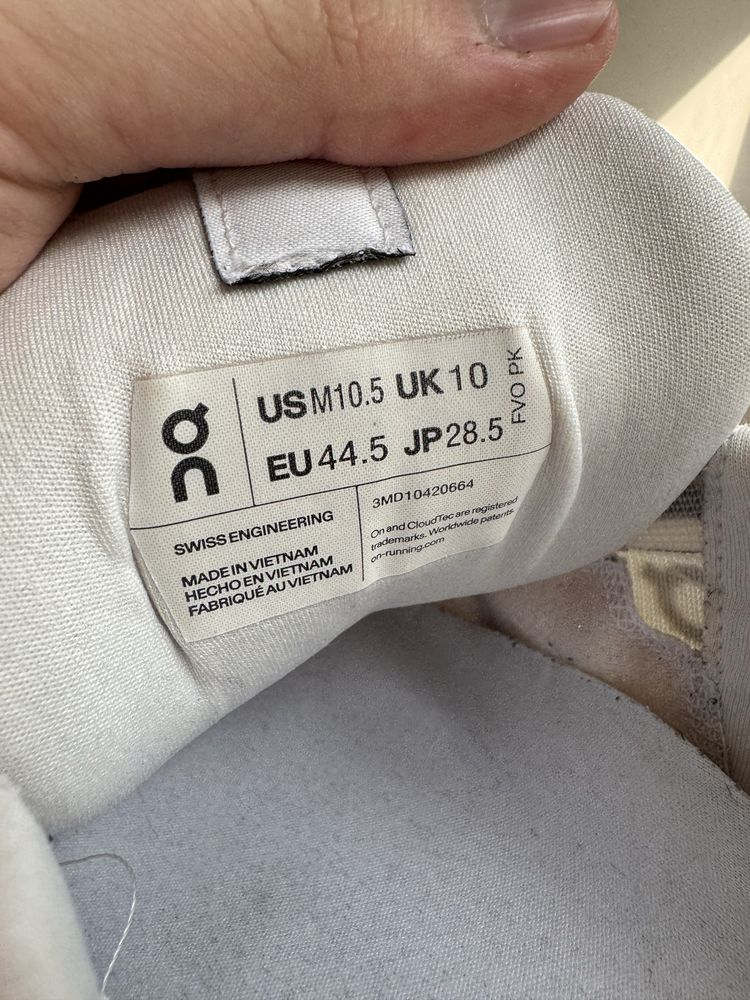 On
US M10.5 UK 10
EU 44.5 JP 28.5
FVO PK
SWISS ENGINEERING
MADE IN VIETNAM
HECHO EN VIETNAM
FABRIQUÉ AU VIETNAM
3MD10420664
On and CloudTec are registered
trademarks. Worldwide patents.
on-running.com